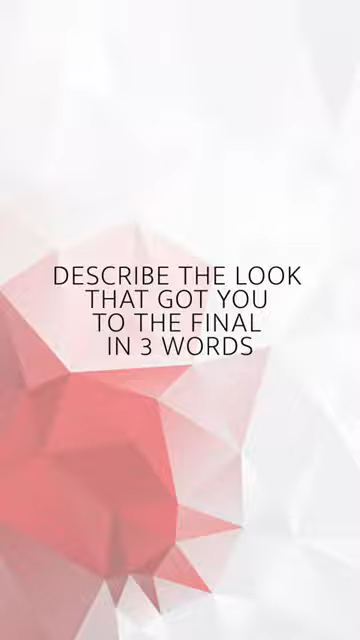 DESCRIBE THE LOOK
THAT GOT YOU
TO THE FINAL
IN 3 WORDS